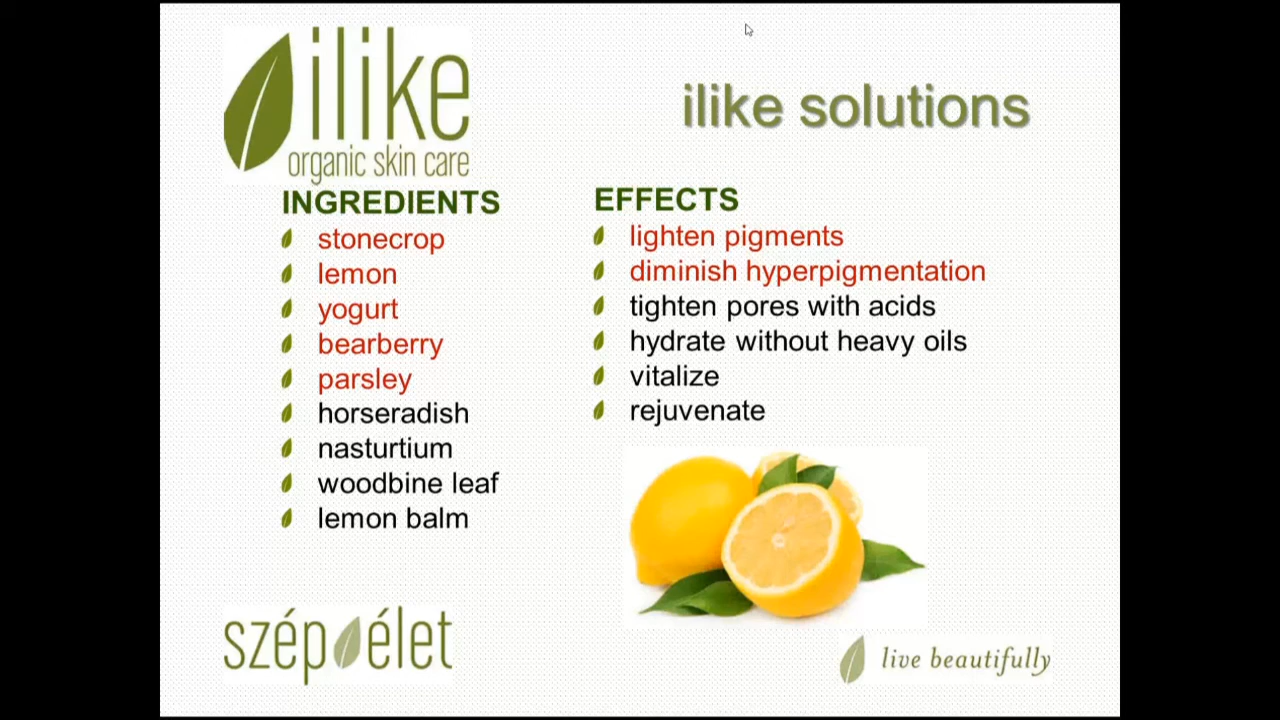 ilike
organic skin care
ilike solutions
INGREDIENTS
stonecrop
lemon
yogurt
bearberry
parsley
horseradish
nasturtium
woodbine leaf
lemon balm
EFFECTS
lighten pigments
diminish hyperpigmentation
tighten pores with acids
hydrate without heavy oils
vitalize
rejuvenate
szép élet
live beautifully